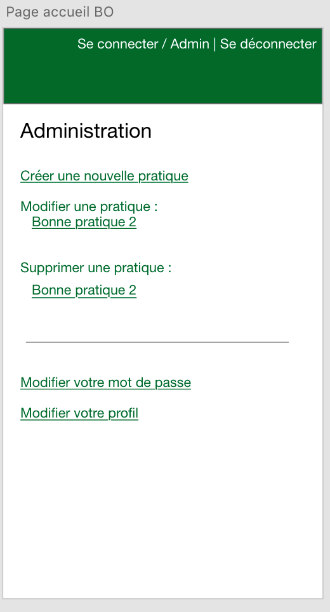 Page accueil BO
Se connecter / Admin | Se déconnecter
Administration
Créer une nouvelle pratique
Modifier une pratique :
Bonne pratique 2
Supprimer une pratique :
Bonne pratique 2
Modifier votre mot de passe
Modifier votre profil